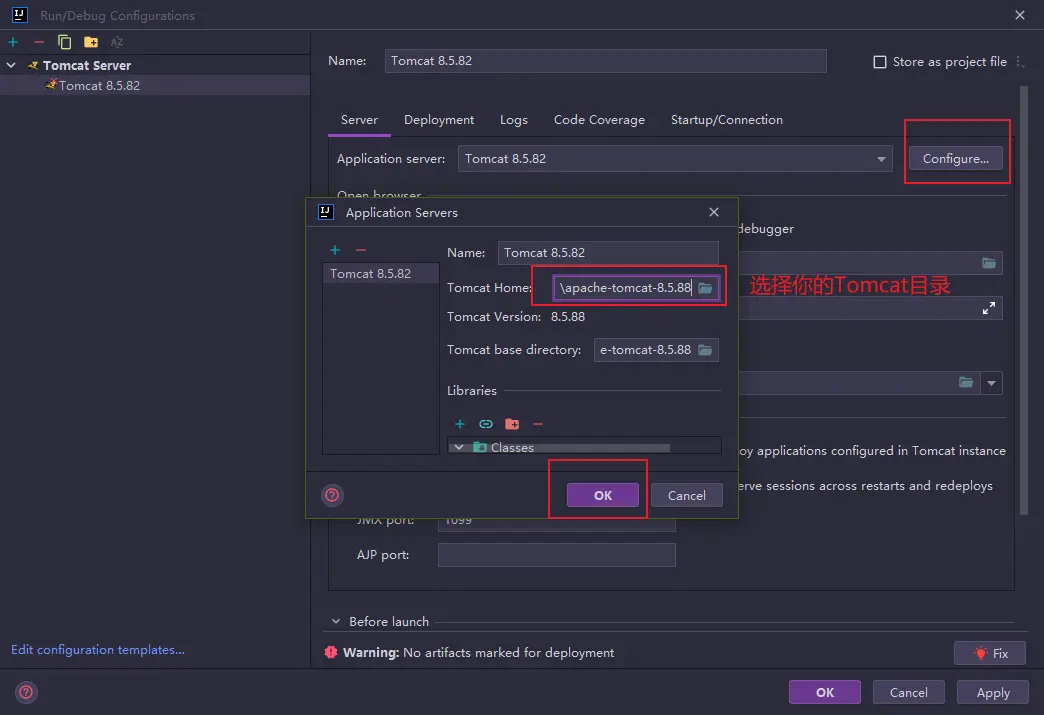 Run/Debug Configurations
Tomcat Server
Tomcat 8.5.82
Name: Tomcat 8.5.82
Store as project file
Server Deployment Logs Code Coverage Startup/Connection
Application server: Tomcat 8.5.82 Configure...
Open browser
debugger
Application Servers
Tomcat 8.5.82
Name: Tomcat 8.5.82
Tomcat Home: \apache-tomcat-8.5.88
选择你的Tomcat目录
Tomcat Version: 8.5.88
Tomcat base directory: e-tomcat-8.5.88
Libraries
Classes
OK Cancel
oy applications configured in Tomcat instance
erve sessions across restarts and redeploys
JMX port: 1099
AJP port:
Before launch
Warning: No artifacts marked for deployment
Fix
Edit configuration templates...
OK Cancel Apply